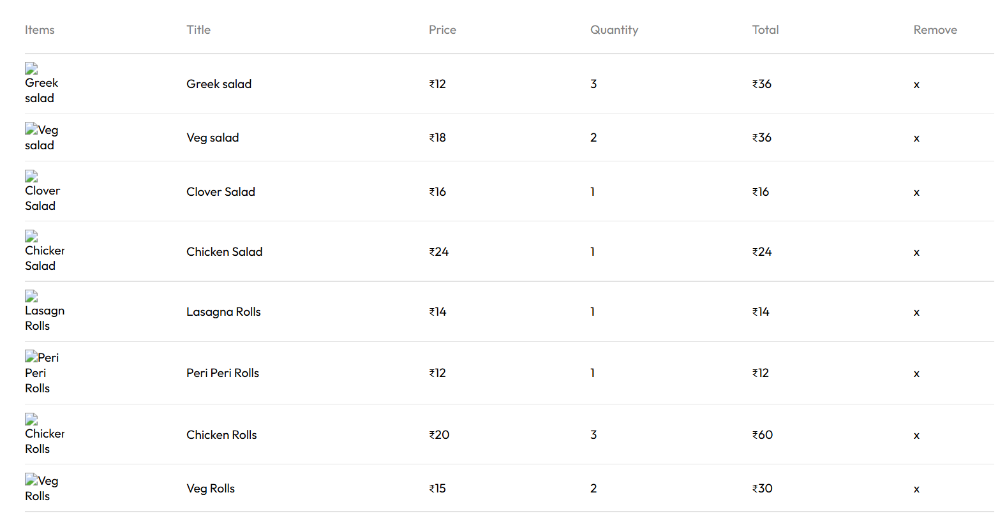 Items Title Price Quantity Total Remove
Greek
salad
Greek salad ₹12 3 ₹36 x
Veg
salad
Veg salad ₹18 2 ₹36 x
Clover
Salad
Clover Salad ₹16 1 ₹16 x
Chicken
Salad
Chicken Salad ₹24 1 ₹24 x
Lasagn
Rolls
Lasagna Rolls ₹14 1 ₹14 x
Peri
Peri
Rolls
Peri Peri Rolls ₹12 1 ₹12 x
Chicken
Rolls
Chicken Rolls ₹20 3 ₹60 x
Veg
Rolls
Veg Rolls ₹15 2 ₹30 x